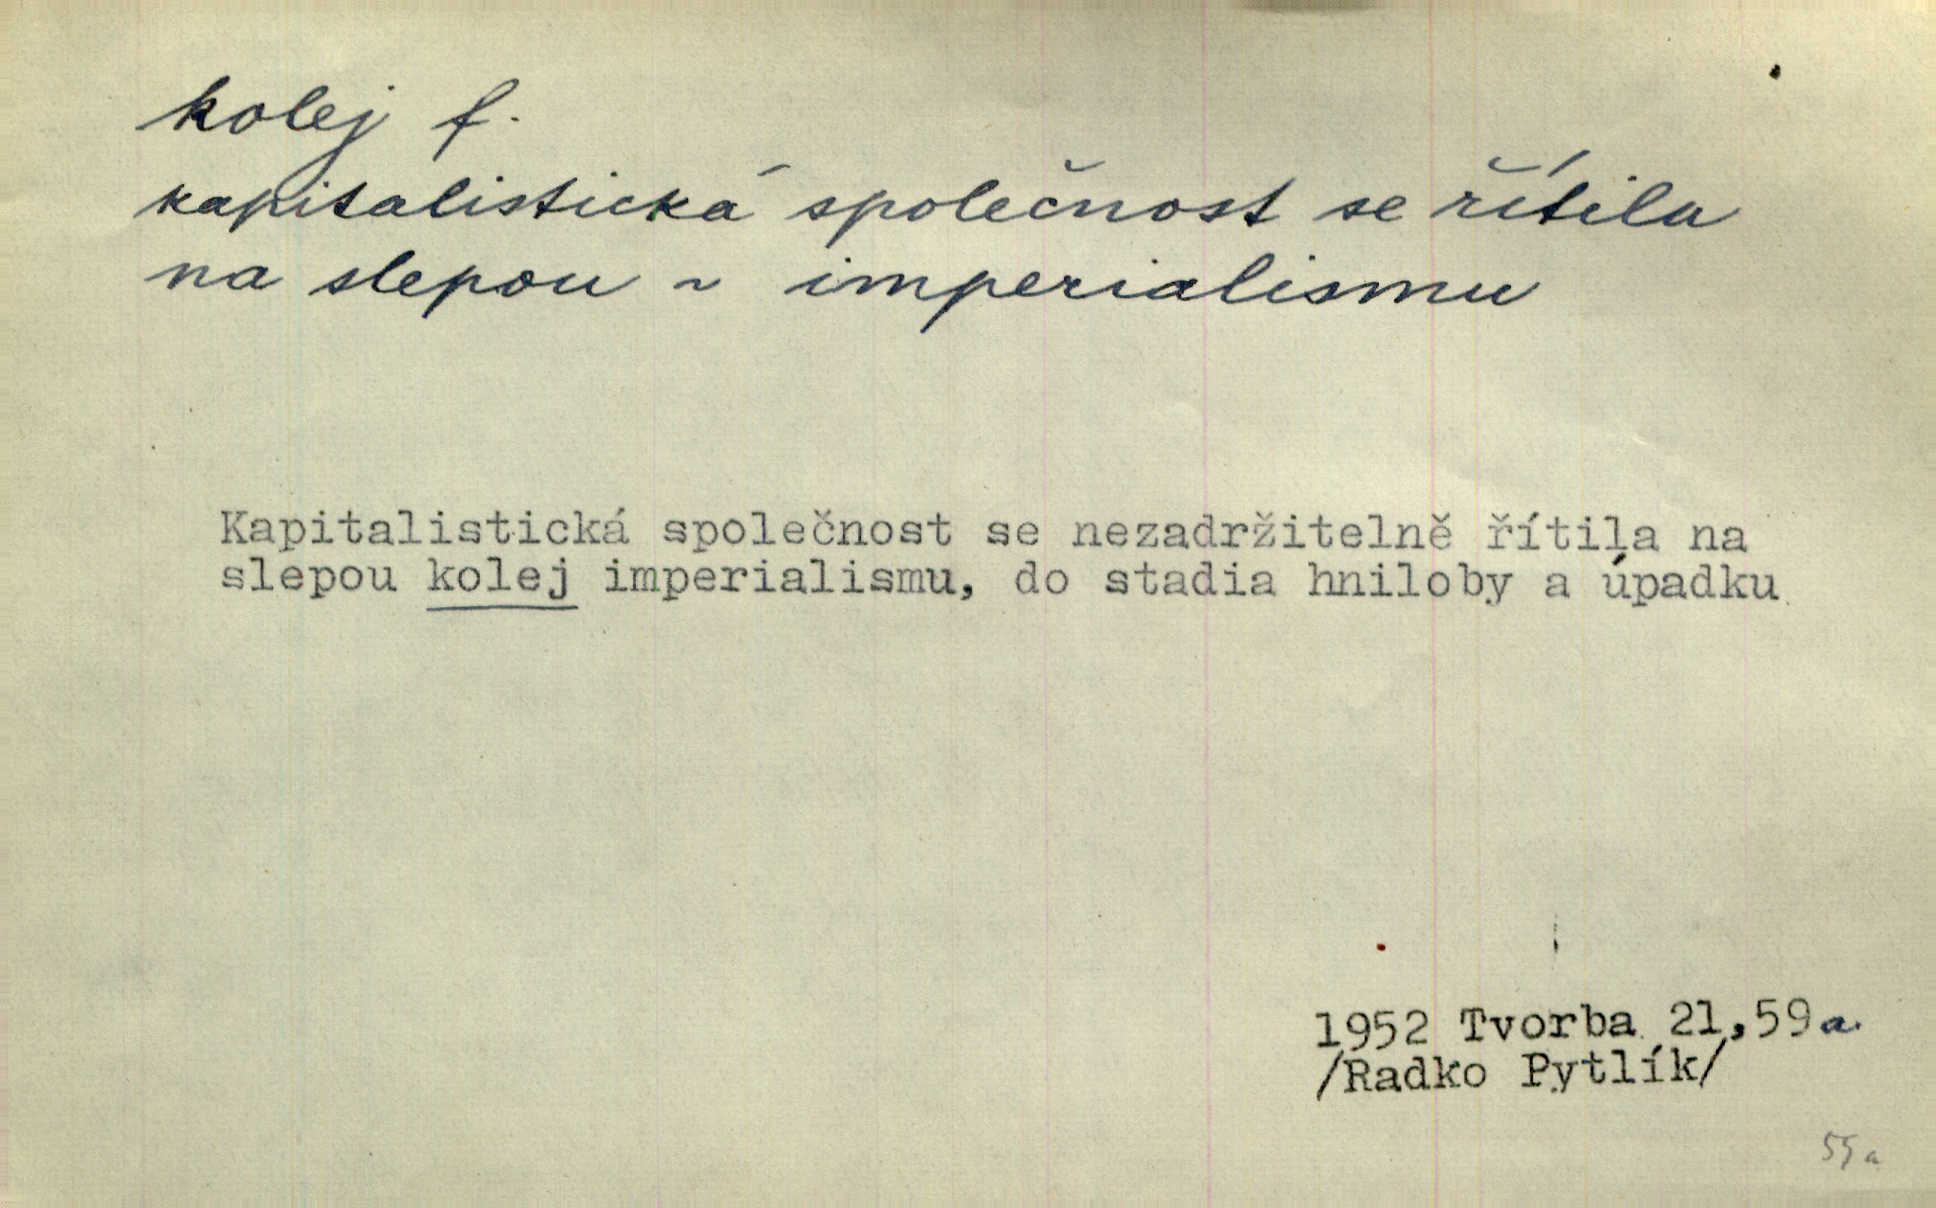 kolej f.
kapitalistická společnost se řítila
na slepou ~ imperialismu
Kapitalistická společnost se nezadržitelně řítila na
slepou kolej imperialismu, do stadia hniloby a úpadku
1952 Tvorba 21,59a.
/Radko Pytlík/
55a